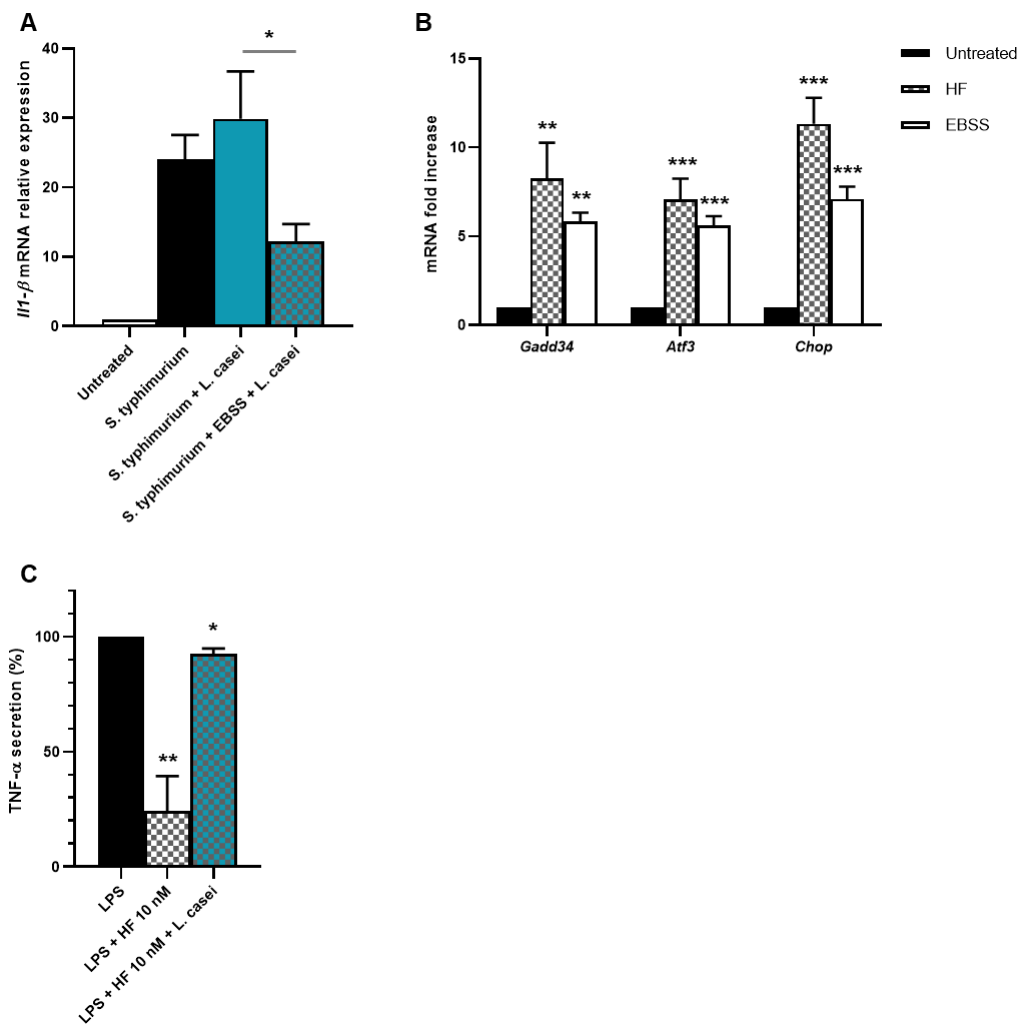 A
Il1-β mRNA relative expression
40
30
20
10
0
*
Untreated
S. typhimurium
S. typhimurium + L. casei
S. typhimurium + EBSS + L. casei
B
mRNA fold increase
15
10
5
0
**
**
***
***
***
***
Gadd34
Atf3
Chop
Untreated
HF
EBSS
C
TNF-α secretion (%)
100
50
0
**
*
LPS
LPS + HF 10 nM
LPS + HF 10 nM + L. casei